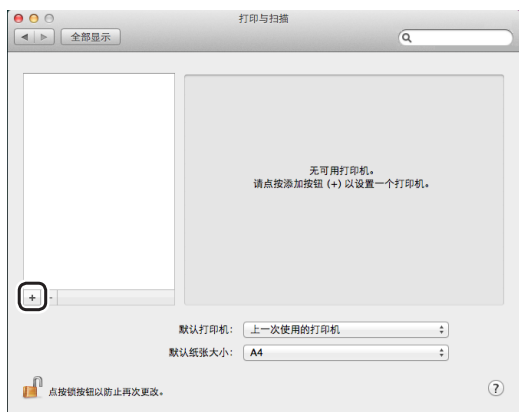 打印与扫描
全部显示
无可用打印机。
请点按添加按钮 (+) 以设置一个打印机。
+ -
默认打印机: 上一次使用的打印机
默认纸张大小: A4
点按锁按钮以防止再次更改。
?